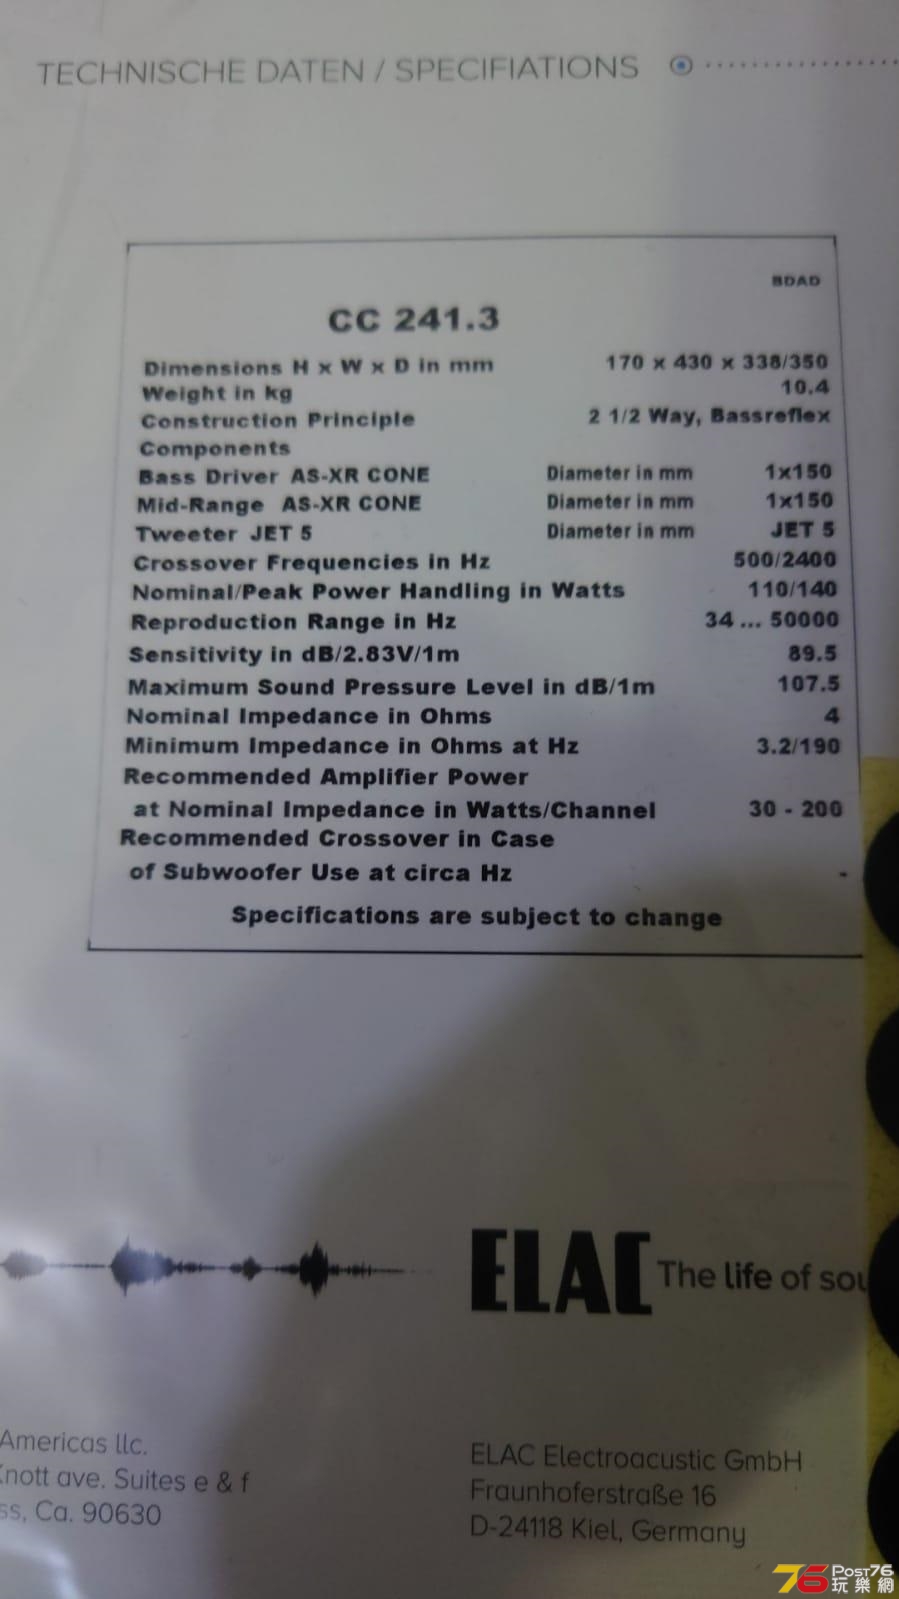 TECHNISCHE DATEN / SPECIFIATIONS
BDAD
CC 241.3
Dimensions H x W x D in mm 170 x 430 x 338/350
Weight in kg 10.4
Construction Principle 2 1/2 Way, Bassreflex
Components
Bass Driver AS-XR CONE Diameter in mm 1x150
Mid-Range AS-XR CONE Diameter in mm 1x150
Tweeter JET 5 Diameter in mm JET 5
Crossover Frequencies in Hz 500/2400
Nominal/Peak Power Handling in Watts 110/140
Reproduction Range in Hz 34 ... 50000
Sensitivity in dB/2.83V/1m 89.5
Maximum Sound Pressure Level in dB/1m 107.5
Nominal Impedance in Ohms 4
Minimum Impedance in Ohms at Hz 3.2/190
Recommended Amplifier Power
at Nominal Impedance in Watts/Channel 30 - 200
Recommended Crossover in Case
of Subwoofer Use at circa Hz -
Specifications are subject to change
ELAC The life of sou
Americas llc.
Knott ave. Suites e & f
ss, Ca. 90630
ELAC Electroacustic GmbH
Fraunhoferstraße 16
D-24118 Kiel, Germany
76 Post76
玩樂網